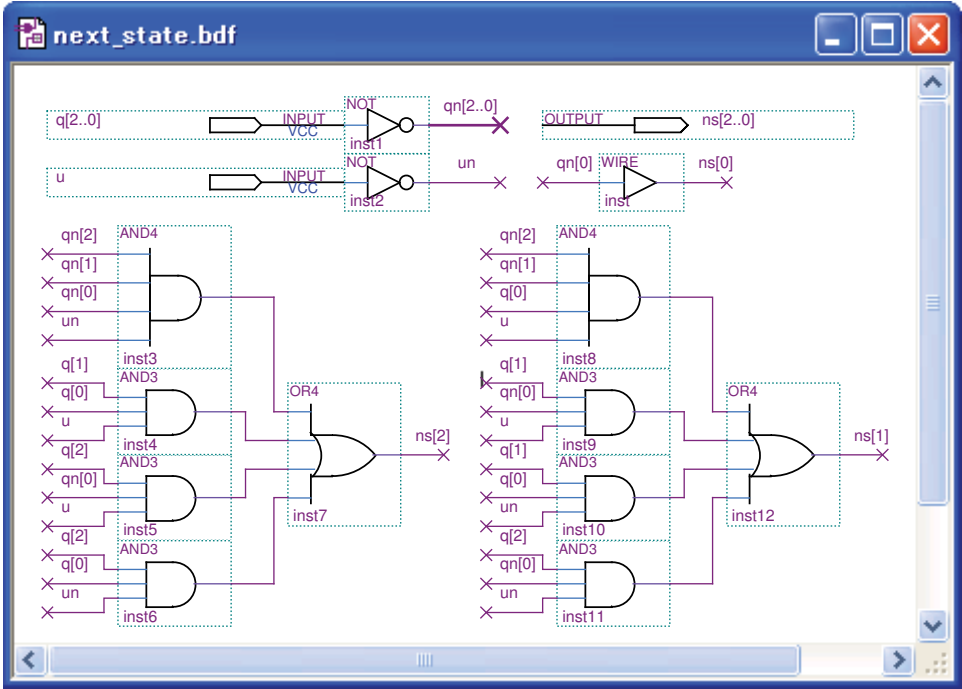 next_state.bdf
q[2..0] INPUT VCC NOT inst1 qn[2..0]
OUTPUT ns[2..0]
u INPUT VCC NOT inst2 un
qn[0] WIRE inst ns[0]
qn[2] AND4
qn[1]
qn[0]
un
inst3
q[1] AND3
q[0]
u
inst4
q[2] AND3
qn[0]
u
inst5
q[2] AND3
q[0]
un
inst6
OR4
inst7
ns[2]
qn[2] AND4
qn[1]
q[0]
u
inst8
q[1] AND3
qn[0]
u
inst9
q[1] AND3
q[0]
un
inst10
q[2] AND3
qn[0]
un
inst11
OR4
inst12
ns[1]